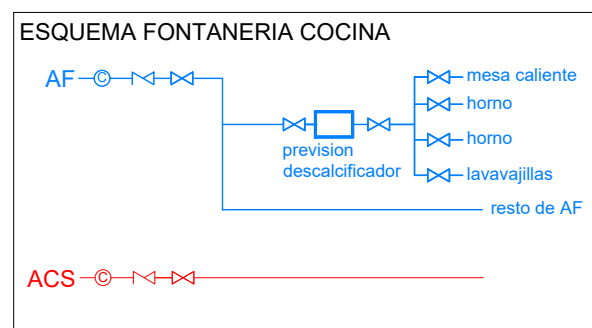 ESQUEMA FONTANERIA COCINA
AF
C
mesa caliente
horno
horno
prevision
descalcificador
lavavajillas
resto de AF
ACS
C